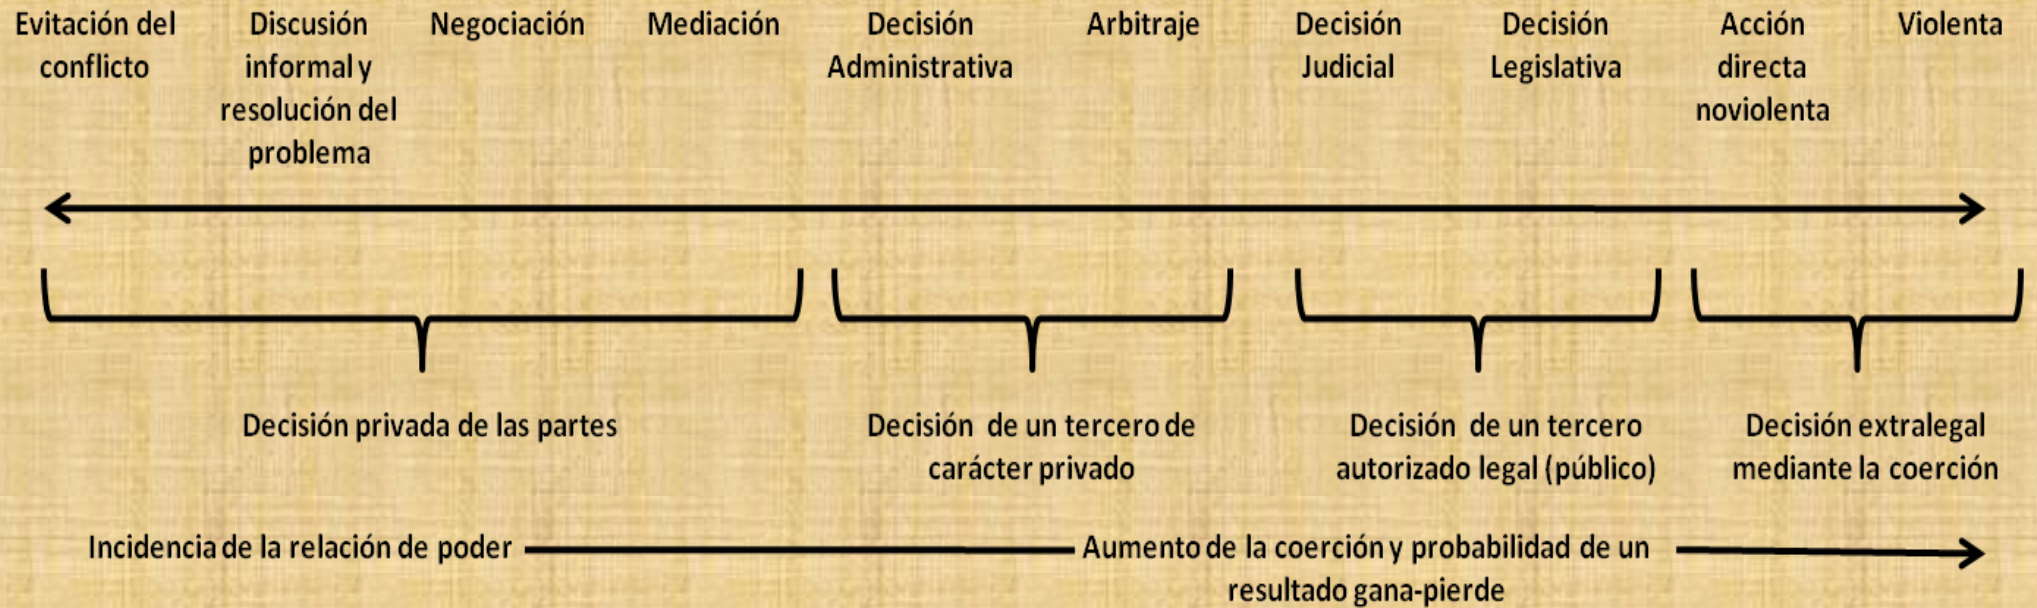 Evitación del
conflicto
Discusión
informal y
resolución del
problema
Negociación
Mediación
Decisión
Administrativa
Arbitraje
Decisión
Judicial
Decisión
Legislativa
Acción
directa
noviolenta
Violenta
Decisión privada de las partes
Decisión de un tercero de
carácter privado
Decisión de un tercero
autorizado legal (público)
Decisión extralegal
mediante la coerción
Incidencia de la relación de poder
Aumento de la coerción y probabilidad de un
resultado gana-pierde